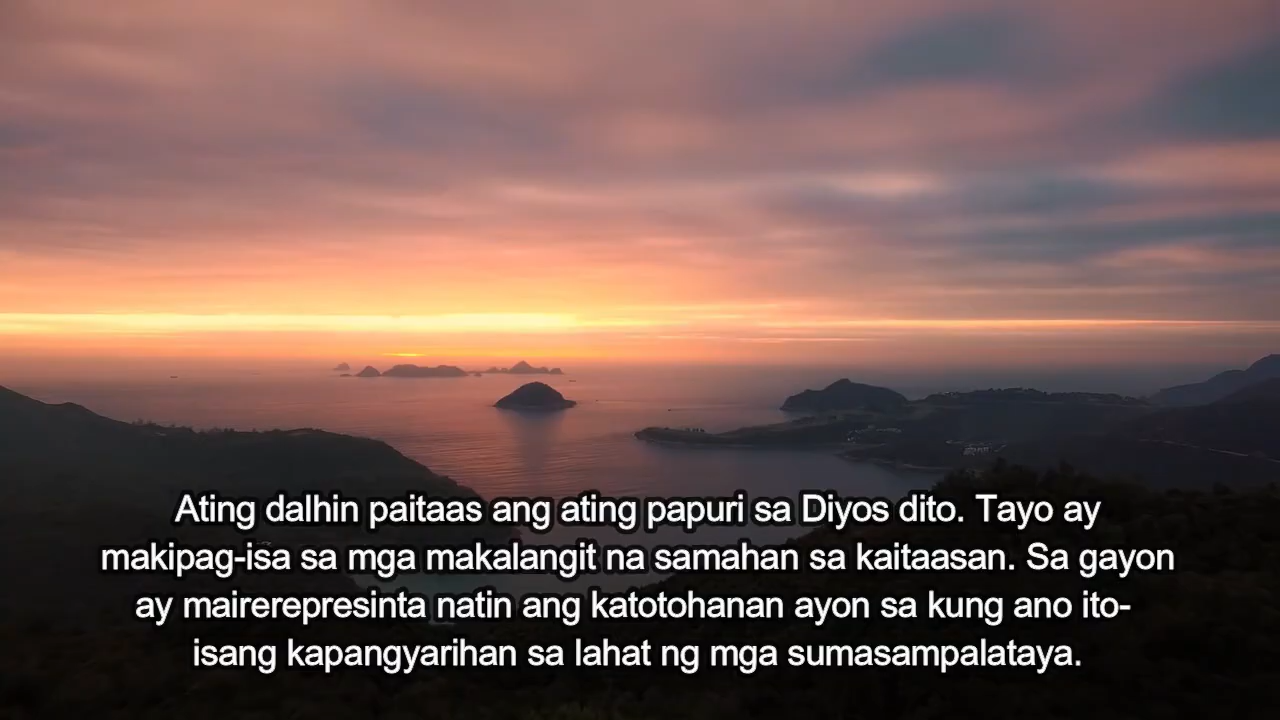 Ating dalhin paitaas ang ating papuri sa Diyos dito. Tayo ay
makipag-isa sa mga makalangit na samahan sa kaitaasan. Sa gayon
ay mairerepresinta natin ang katotohanan ayon sa kung ano ito-
isang kapangyarihan sa lahat ng mga sumasampalataya.